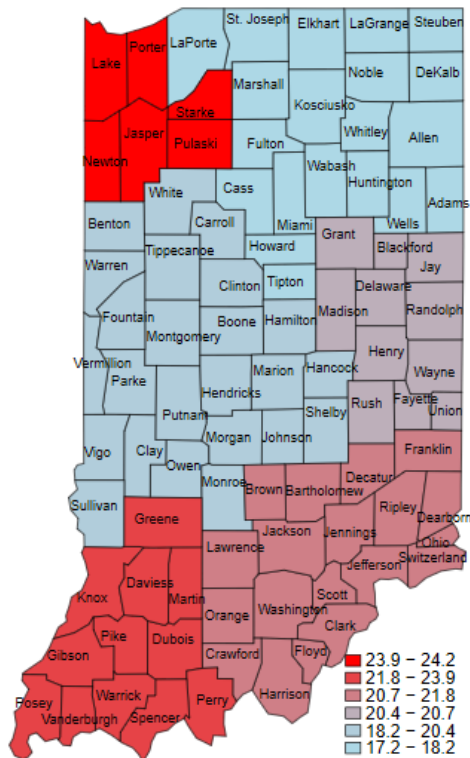 St. Joseph
Elkhart
LaGrange
Steuben
Lake
Porter
LaPorte
Noble
DeKalb
Marshall
Kosciusko
Starke
Whitley
Allen
Newton
Jasper
Pulaski
Fulton
Wabash
Huntington
White
Cass
Miami
Wells
Adams
Benton
Carroll
Grant
Blackford
Jay
Tippecanoe
Howard
Warren
Clinton
Tipton
Delaware
Randolph
Fountain
Montgomery
Boone
Hamilton
Madison
Henry
Wayne
Vermillion
Parke
Hendricks
Marion
Hancock
Rush
Fayette
Union
Putnam
Morgan
Johnson
Shelby
Vigo
Clay
Owen
Franklin
Sullivan
Monroe
Brown
Bartholomew
Decatur
Ripley
Dearborn
Greene
Jackson
Jennings
Ohio
Lawrence
Jefferson
Switzerland
Knox
Daviess
Martin
Orange
Washington
Scott
Clark
Gibson
Pike
Dubois
Crawford
Floyd
Posey
Vanderburgh
Warrick
Spencer
Perry
Harrison
23.9 − 24.2
21.8 − 23.9
20.7 − 21.8
20.4 − 20.7
18.2 − 20.4
17.2 − 18.2